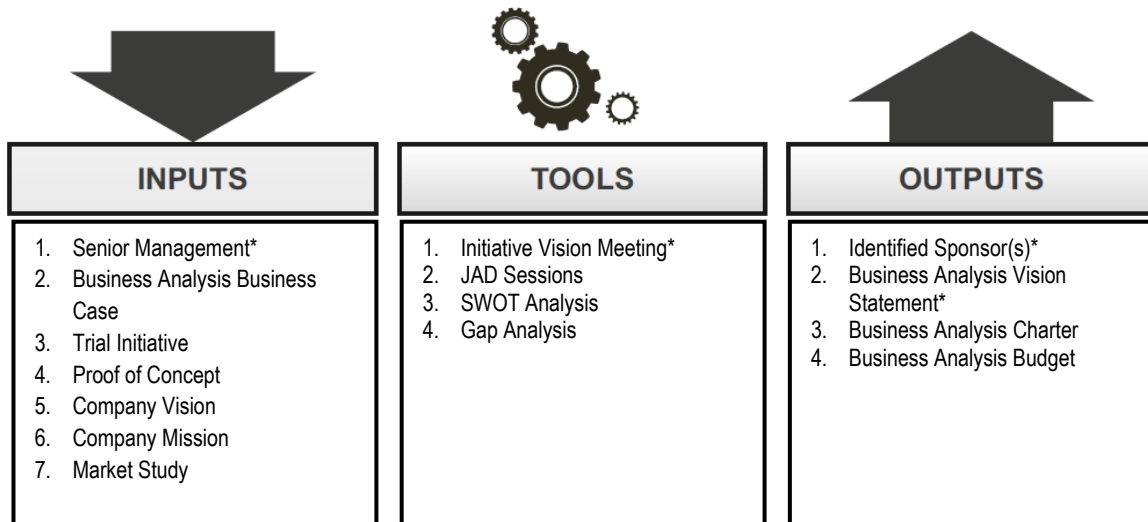 INPUTS
1. Senior Management*
2. Business Analysis Business
Case
3. Trial Initiative
4. Proof of Concept
5. Company Vision
6. Company Mission
7. Market Study
TOOLS
1. Initiative Vision Meeting*
2. JAD Sessions
3. SWOT Analysis
4. Gap Analysis
OUTPUTS
1. Identified Sponsor(s)*
2. Business Analysis Vision
Statement*
3. Business Analysis Charter
4. Business Analysis Budget